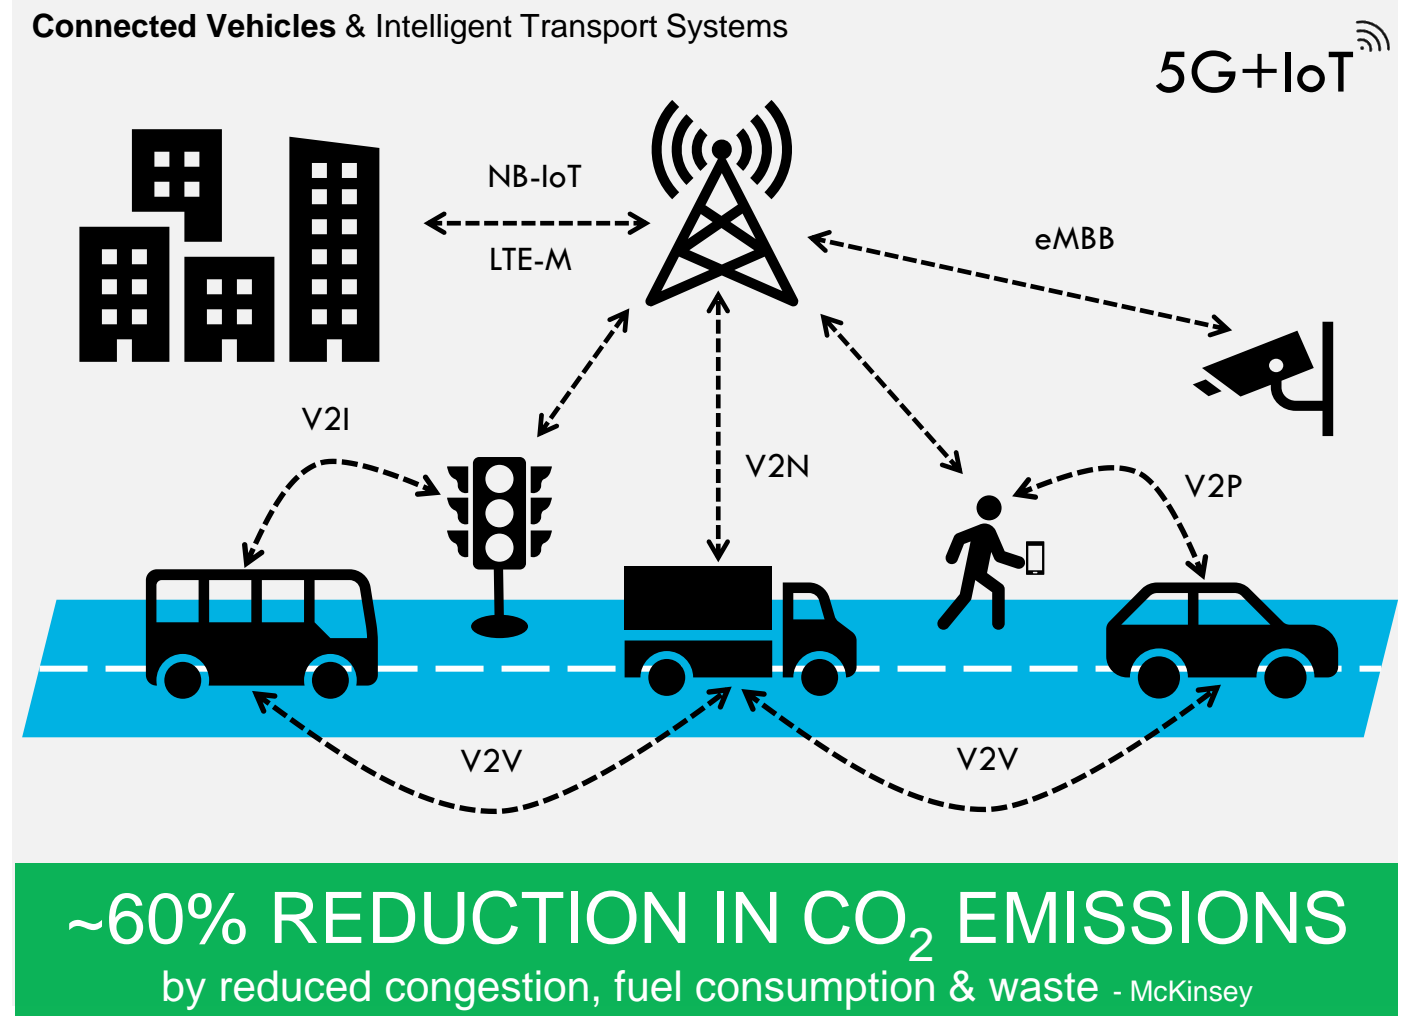 Connected Vehicles & Intelligent Transport Systems
5G+IoT
NB-IoT
LTE-M
eMBB
V2I
V2N
V2P
V2V
V2V
~60% REDUCTION IN CO₂ EMISSIONS
by reduced congestion, fuel consumption & waste - McKinsey